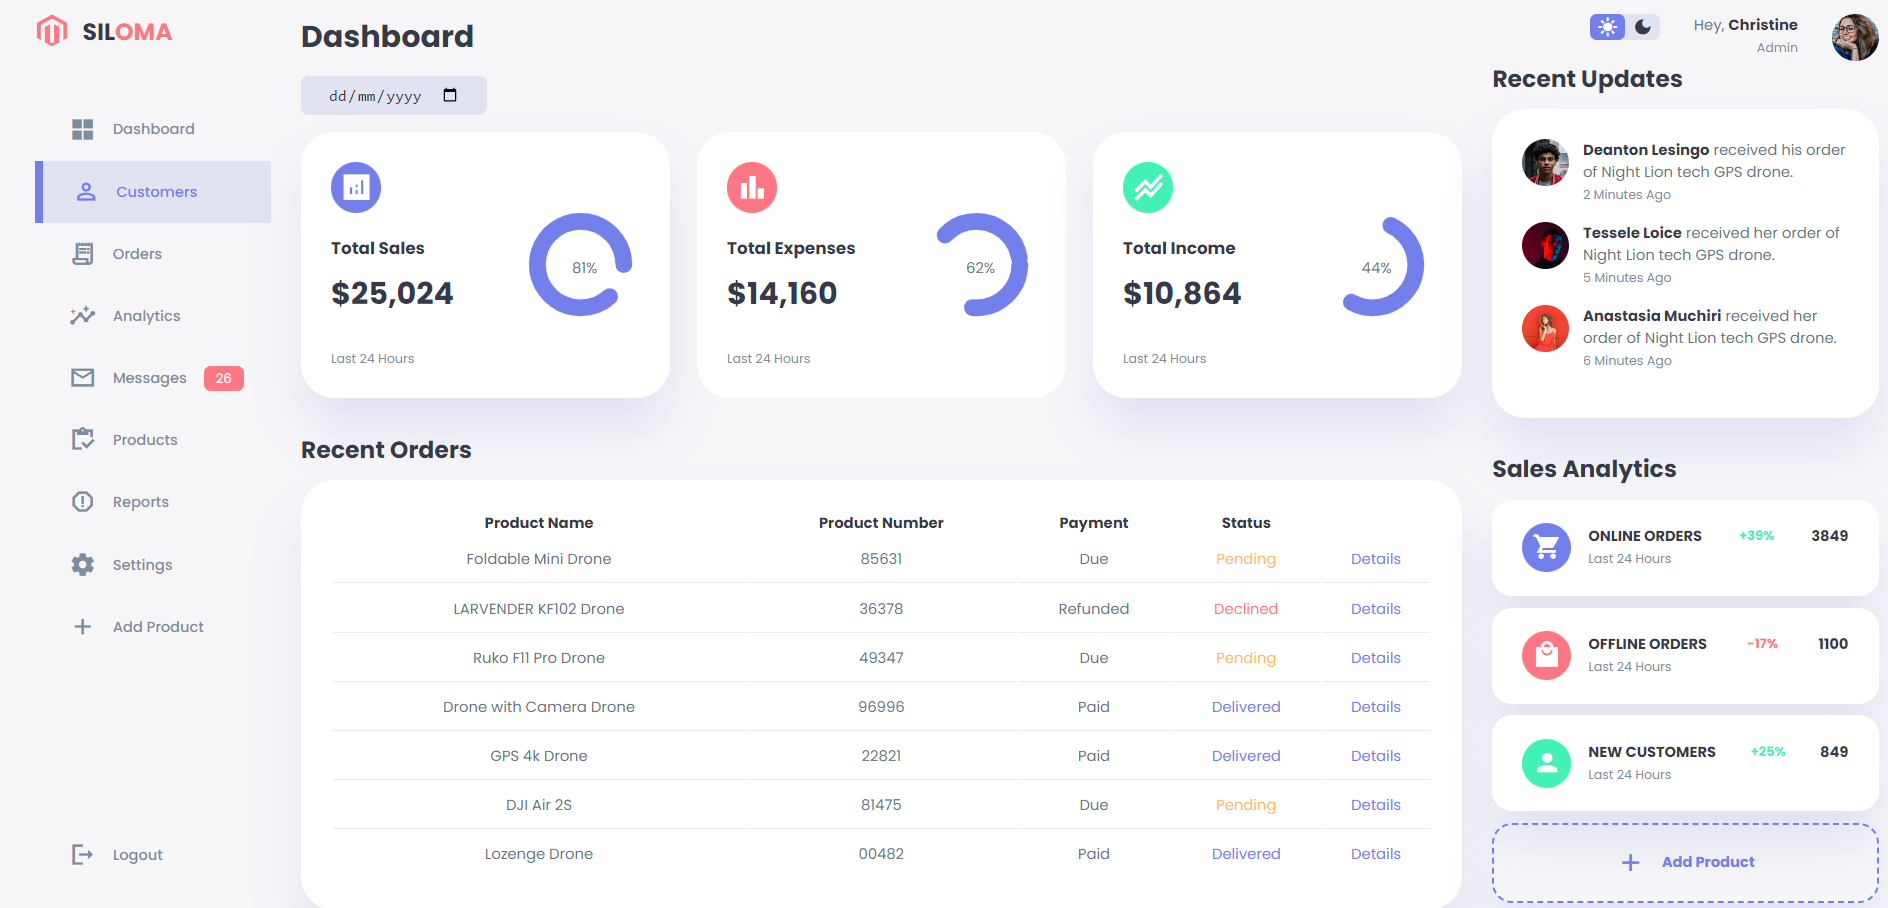 SILOMA
Dashboard
Customers
Orders
Analytics
Messages 26
Products
Reports
Settings
Add Product
Logout
Dashboard
dd/mm/yyyy
Total Sales
$25,024
81%
Last 24 Hours
Total Expenses
$14,160
62%
Last 24 Hours
Total Income
$10,864
44%
Last 24 Hours
Recent Orders
Product Name Product Number Payment Status
Foldable Mini Drone 85631 Due Pending Details
LARVENDER KF102 Drone 36378 Refunded Declined Details
Ruko F11 Pro Drone 49347 Due Pending Details
Drone with Camera Drone 96996 Paid Delivered Details
GPS 4k Drone 22821 Paid Delivered Details
DJI Air 2S 81475 Due Pending Details
Lozenge Drone 00482 Paid Delivered Details
Hey, Christine
Admin
Recent Updates
Deanton Lesingo received his order
of Night Lion tech GPS drone.
2 Minutes Ago
Tessele Loice received her order of
Night Lion tech GPS drone.
5 Minutes Ago
Anastasia Muchiri received her
order of Night Lion tech GPS drone.
6 Minutes Ago
Sales Analytics
ONLINE ORDERS +39% 3849
Last 24 Hours
OFFLINE ORDERS -17% 1100
Last 24 Hours
NEW CUSTOMERS +25% 849
Last 24 Hours
Add Product